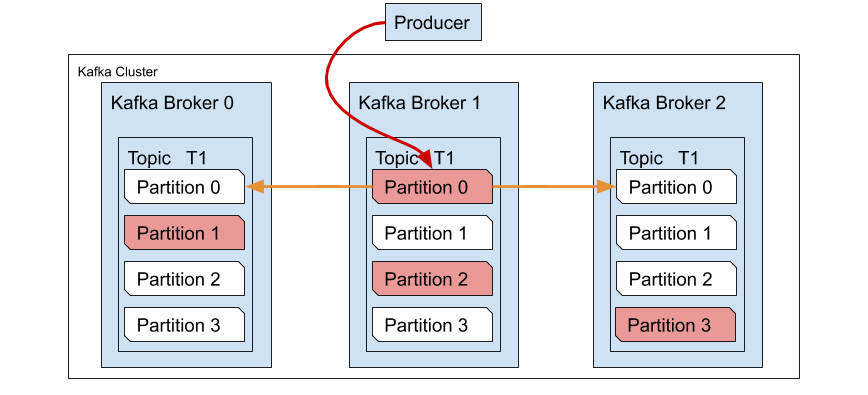 Producer
Kafka Cluster
Kafka Broker 0
Topic T1
Partition 0
Partition 1
Partition 2
Partition 3
Kafka Broker 1
Topic T1
Partition 0
Partition 1
Partition 2
Partition 3
Kafka Broker 2
Topic T1
Partition 0
Partition 1
Partition 2
Partition 3